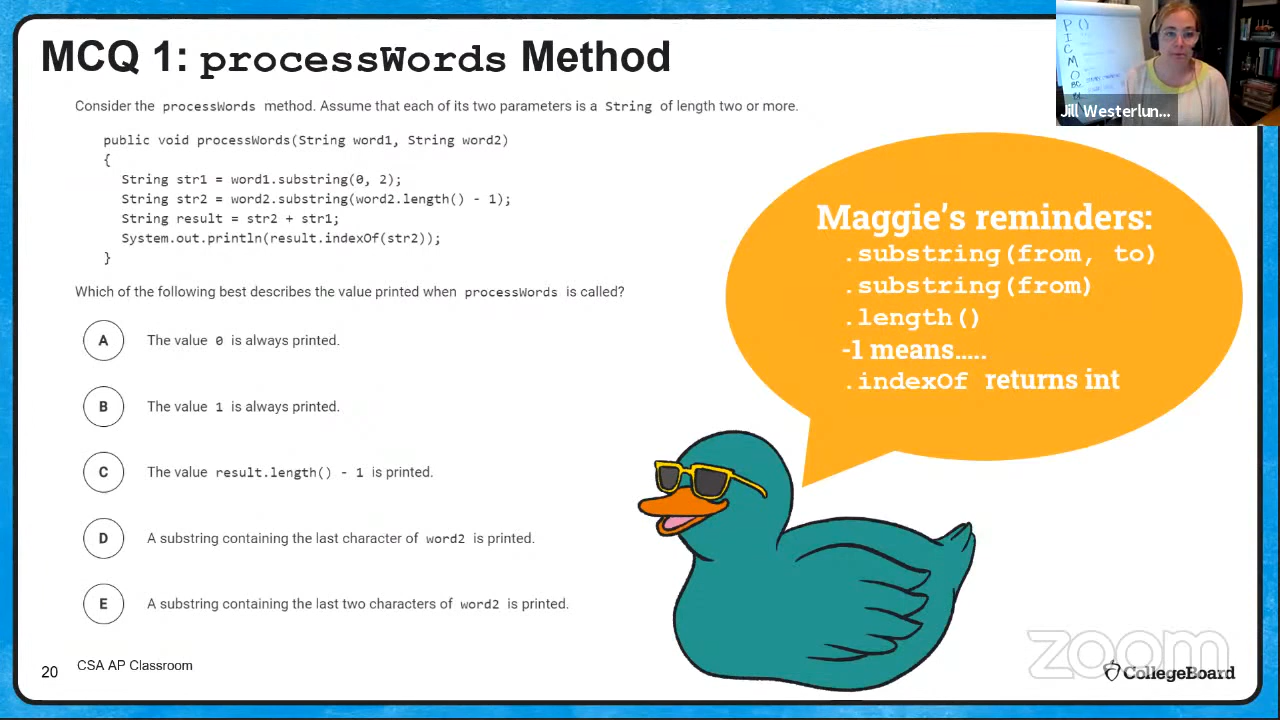 MCQ 1: processWords Method
Consider the processWords method. Assume that each of its two parameters is a String of length two or more.
public void processWords(String word1, String word2)
{
String str1 = word1.substring(0, 2);
String str2 = word2.substring(word2.length() - 1);
String result = str2 + str1;
System.out.println(result.indexOf(str2));
}
Which of the following best describes the value printed when processWords is called?
A The value 0 is always printed.
B The value 1 is always printed.
C The value result.length() - 1 is printed.
D A substring containing the last character of word2 is printed.
E A substring containing the last two characters of word2 is printed.
20 CSA AP Classroom
Maggie's reminders:
.substring(from, to)
.substring(from)
.length()
-1 means.....
.indexOf returns int
P ()
I
C
M
O
Jill Westerlun...
zoom
CollegeBoard